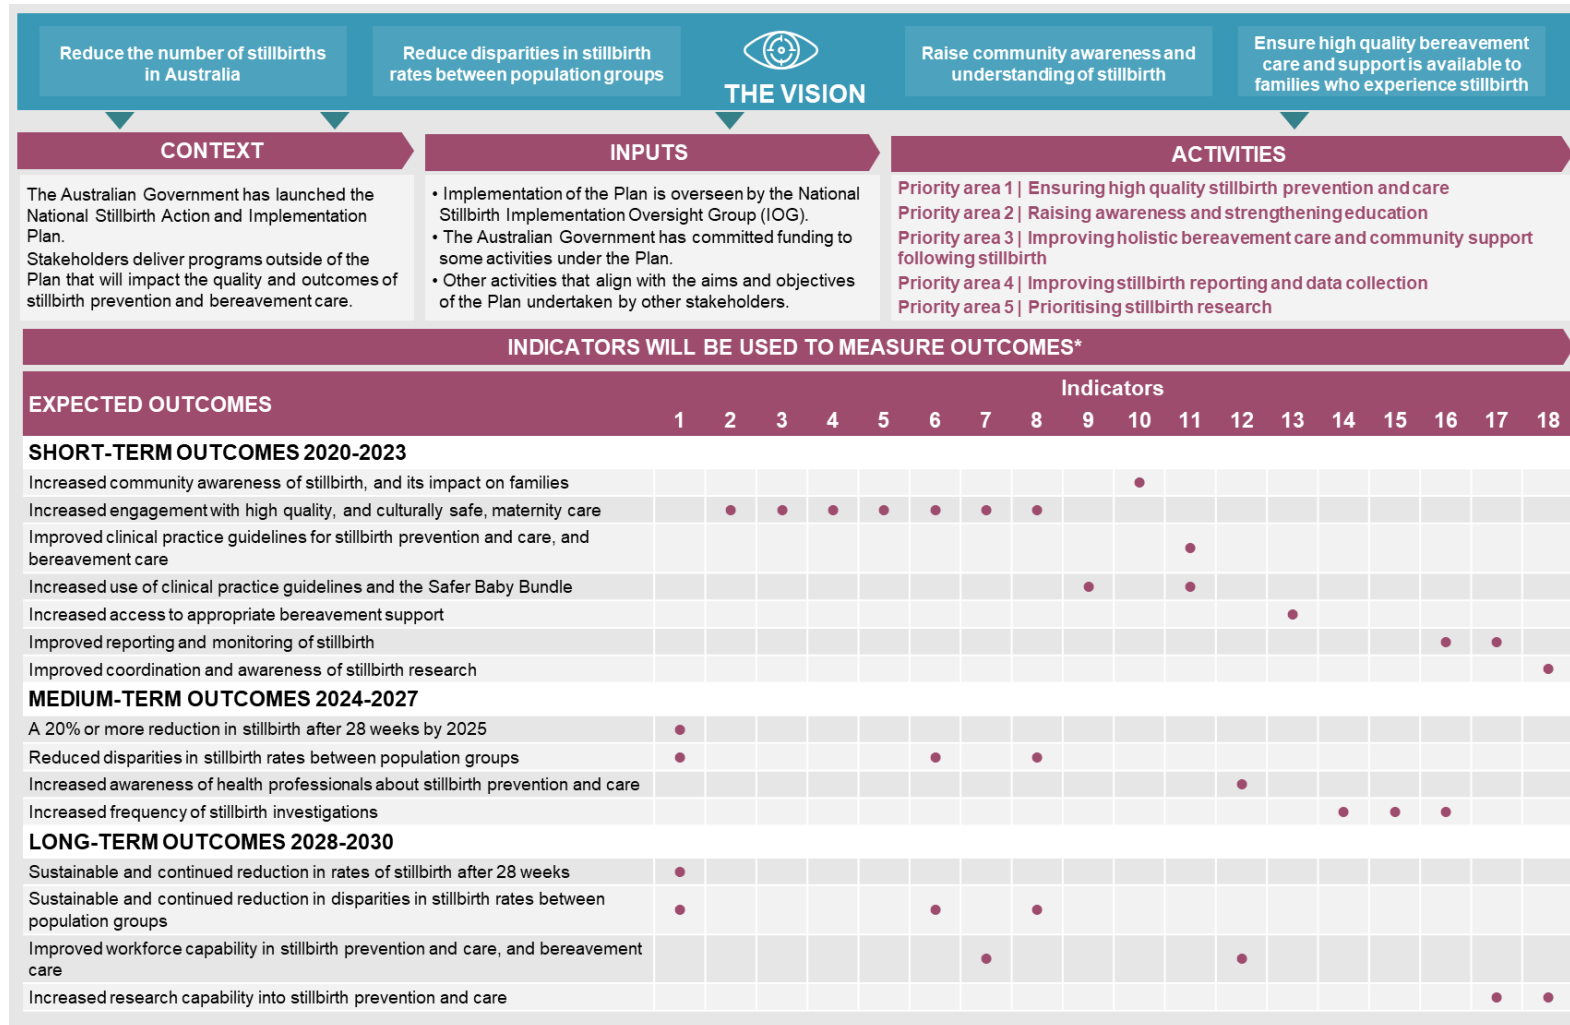 Reduce the number of stillbirths
in Australia
Reduce disparities in stillbirth
rates between population groups
THE VISION
Raise community awareness and
understanding of stillbirth
Ensure high quality bereavement
care and support is available to
families who experience stillbirth
CONTEXT
The Australian Government has launched the
National Stillbirth Action and Implementation
Plan.
Stakeholders deliver programs outside of the
Plan that will impact the quality and outcomes of
stillbirth prevention and bereavement care.
INPUTS
• Implementation of the Plan is overseen by the National
Stillbirth Implementation Oversight Group (IOG).
• The Australian Government has committed funding to
some activities under the Plan.
• Other activities that align with the aims and objectives
of the Plan undertaken by other stakeholders.
ACTIVITIES
Priority area 1 | Ensuring high quality stillbirth prevention and care
Priority area 2 | Raising awareness and strengthening education
Priority area 3 | Improving holistic bereavement care and community support
following stillbirth
Priority area 4 | Improving stillbirth reporting and data collection
Priority area 5 | Prioritising stillbirth research
INDICATORS WILL BE USED TO MEASURE OUTCOMES*
EXPECTED OUTCOMES
Indicators
1 2 3 4 5 6 7 8 9 10 11 12 13 14 15 16 17 18
SHORT-TERM OUTCOMES 2020-2023
Increased community awareness of stillbirth, and its impact on families
Increased engagement with high quality, and culturally safe, maternity care
Improved clinical practice guidelines for stillbirth prevention and care, and
bereavement care
Increased use of clinical practice guidelines and the Safer Baby Bundle
Increased access to appropriate bereavement support
Improved reporting and monitoring of stillbirth
Improved coordination and awareness of stillbirth research
MEDIUM-TERM OUTCOMES 2024-2027
A 20% or more reduction in stillbirth after 28 weeks by 2025
Reduced disparities in stillbirth rates between population groups
Increased awareness of health professionals about stillbirth prevention and care
Increased frequency of stillbirth investigations
LONG-TERM OUTCOMES 2028-2030
Sustainable and continued reduction in rates of stillbirth after 28 weeks
Sustainable and continued reduction in disparities in stillbirth rates between
population groups
Improved workforce capability in stillbirth prevention and care, and bereavement
care
Increased research capability into stillbirth prevention and care